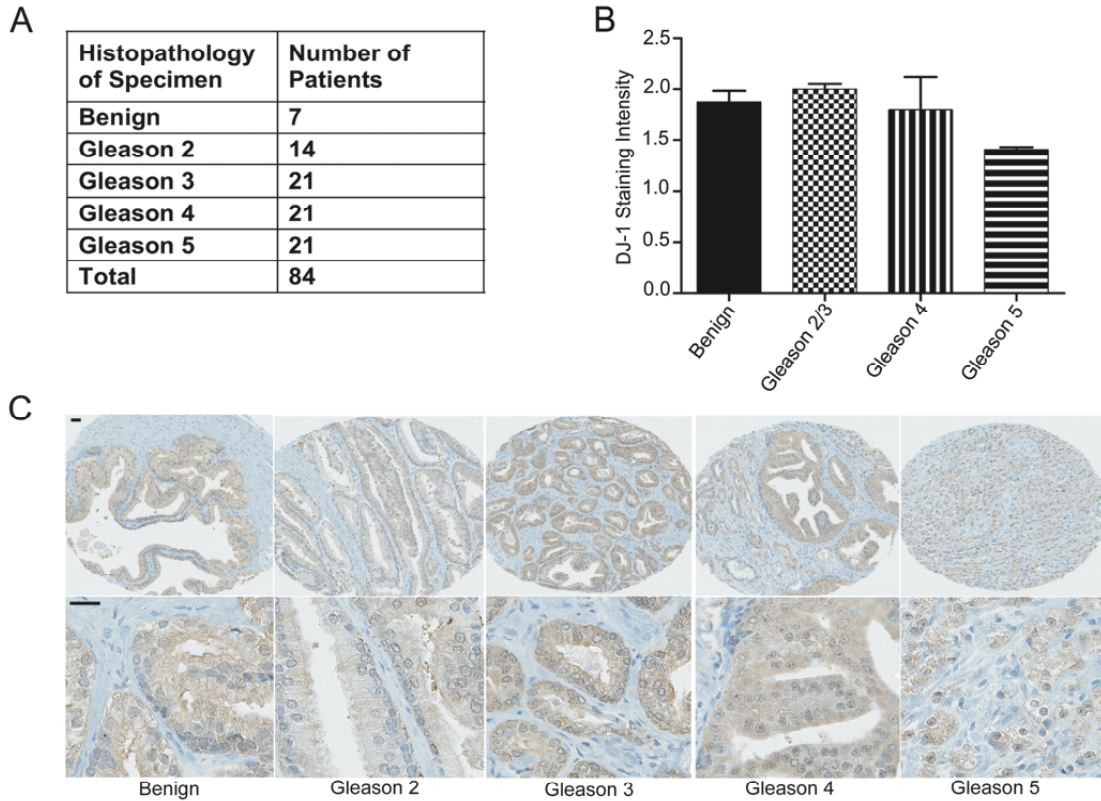 A
Histopathology of Specimen Number of Patients
Benign 7
Gleason 2 14
Gleason 3 21
Gleason 4 21
Gleason 5 21
Total 84
B
DJ-1 Staining Intensity
2.5
2.0
1.5
1.0
0.5
0.0
Benign
Gleason 2/3
Gleason 4
Gleason 5
C
Benign
Gleason 2
Gleason 3
Gleason 4
Gleason 5